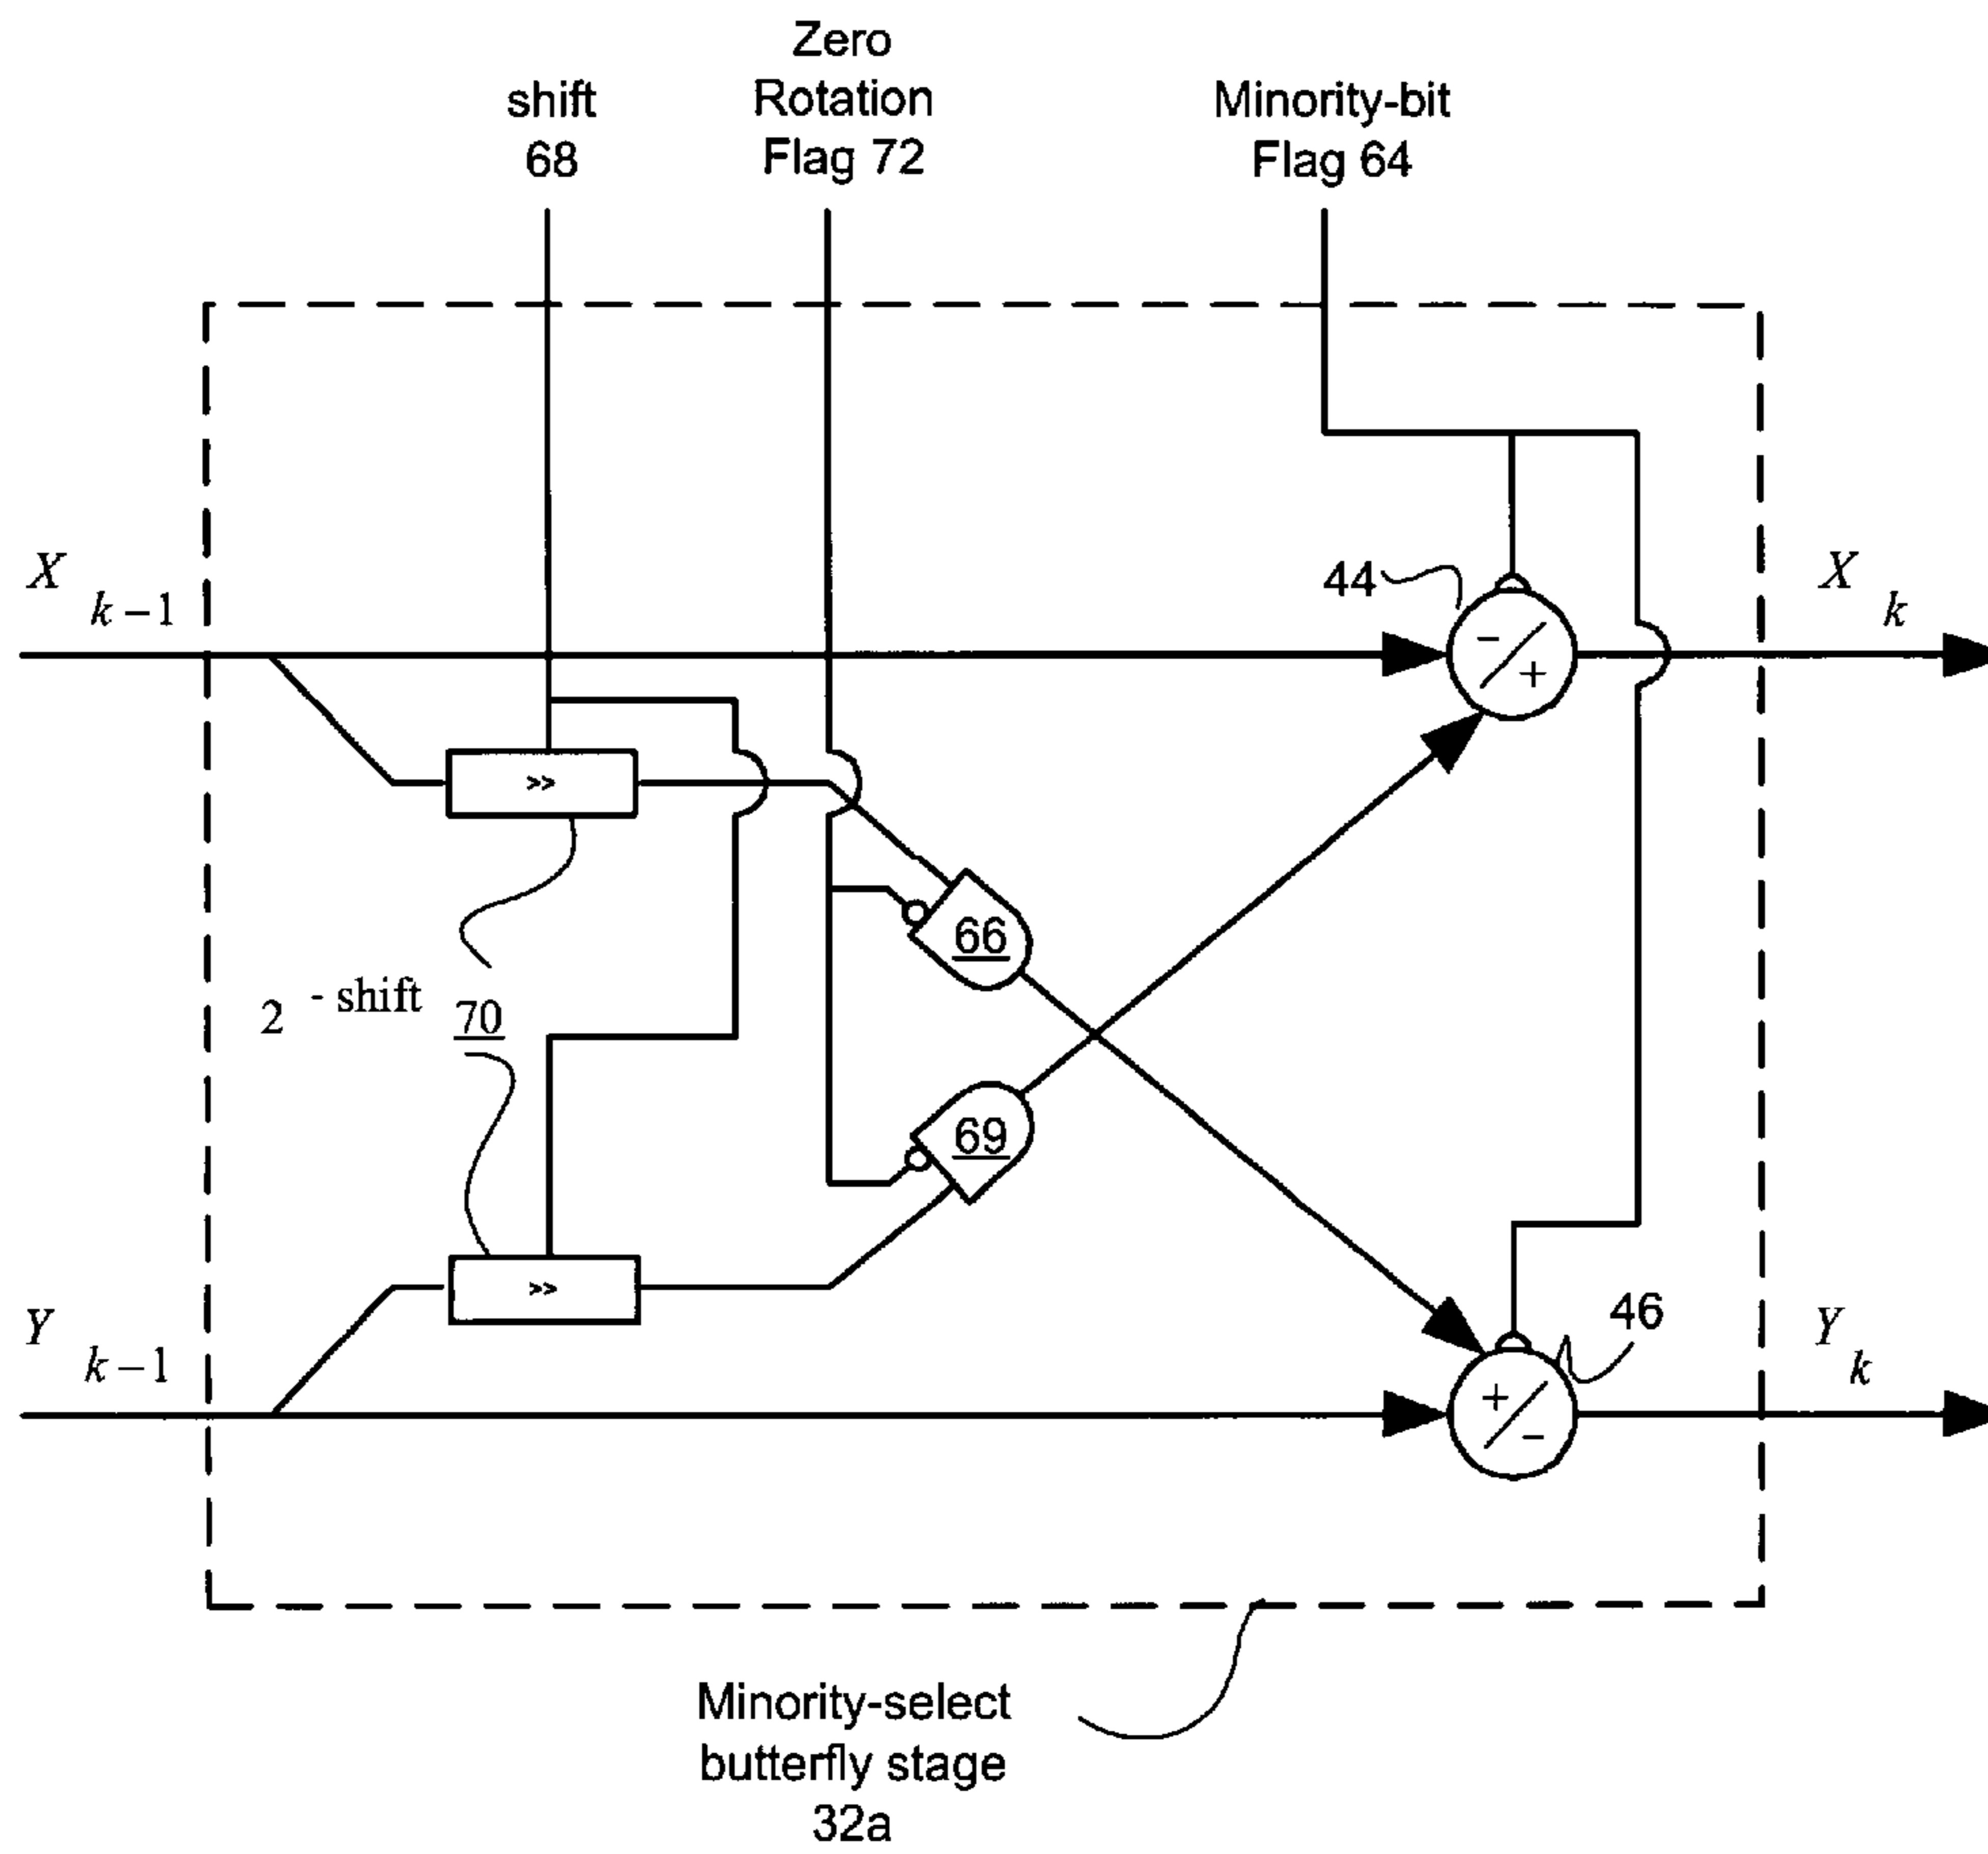 Zero
Rotation
Flag 72
shift
68
Minority-bit
Flag 64
X k−1
44
− / +
X k
>>
66
2 - shift 70
69
>>
Y k−1
46
+ / −
Y k
Minority-select
butterfly stage
32a